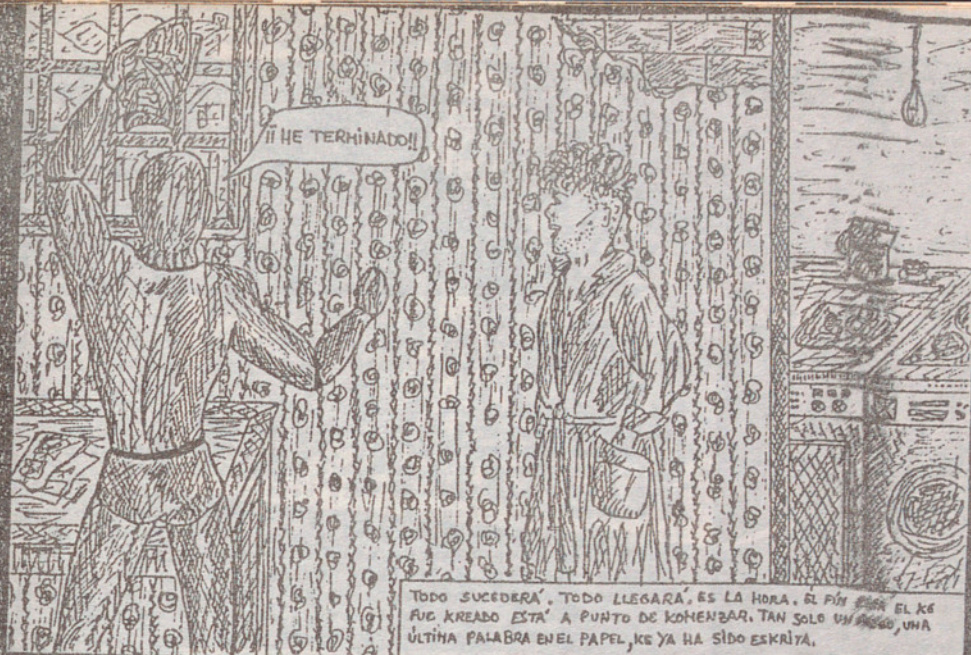 ¡¡ HE TERMINADO!!
TODO SUCEDERÁ. TODO LLEGARÁ. ES LA HORA. EL FÍN EL KE
FUE KREADO ESTÁ A PUNTO DE KOMENZAR. TAN SOLO UN, UNA
ÚLTIMA PALABRA EN EL PAPEL, KE YA HA SIDO ESKRITA.